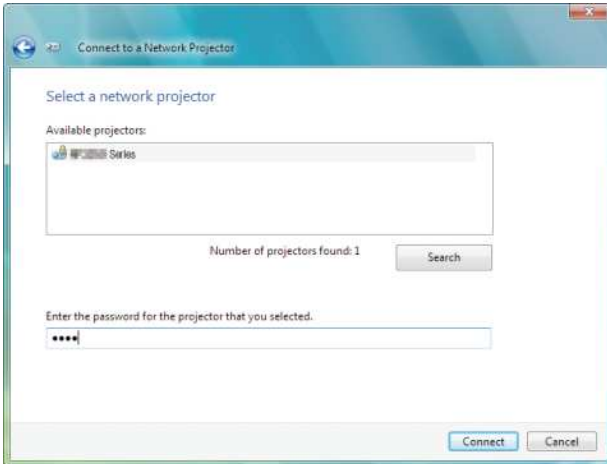 Connect to a Network Projector
Select a network projector
Available projectors:
Series
Number of projectors found: 1
Search
Enter the password for the projector that you selected.
••••
Connect
Cancel